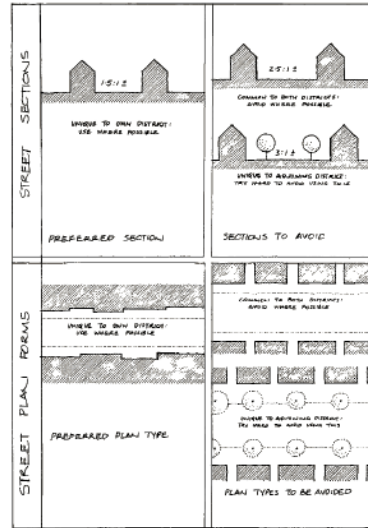 STREET SECTIONS
1·5:1 ±
UNIQUE TO OWN DISTRICT:
USE WHERE POSSIBLE
PREFERRED SECTION
2·5:1 ±
COMMON TO BOTH DISTRICTS:
AVOID WHERE POSSIBLE
3:1 ±
UNIQUE TO ADJOINING DISTRICT:
TRY HARD TO AVOID USING THIS
SECTIONS TO AVOID
STREET PLAN FORMS
UNIQUE TO OWN DISTRICT:
USE WHERE POSSIBLE
PREFERRED PLAN TYPE
COMMON TO BOTH DISTRICTS:
AVOID WHERE POSSIBLE
UNIQUE TO ADJOINING DISTRICT:
TRY HARD TO AVOID USING THIS
PLAN TYPES TO BE AVOIDED